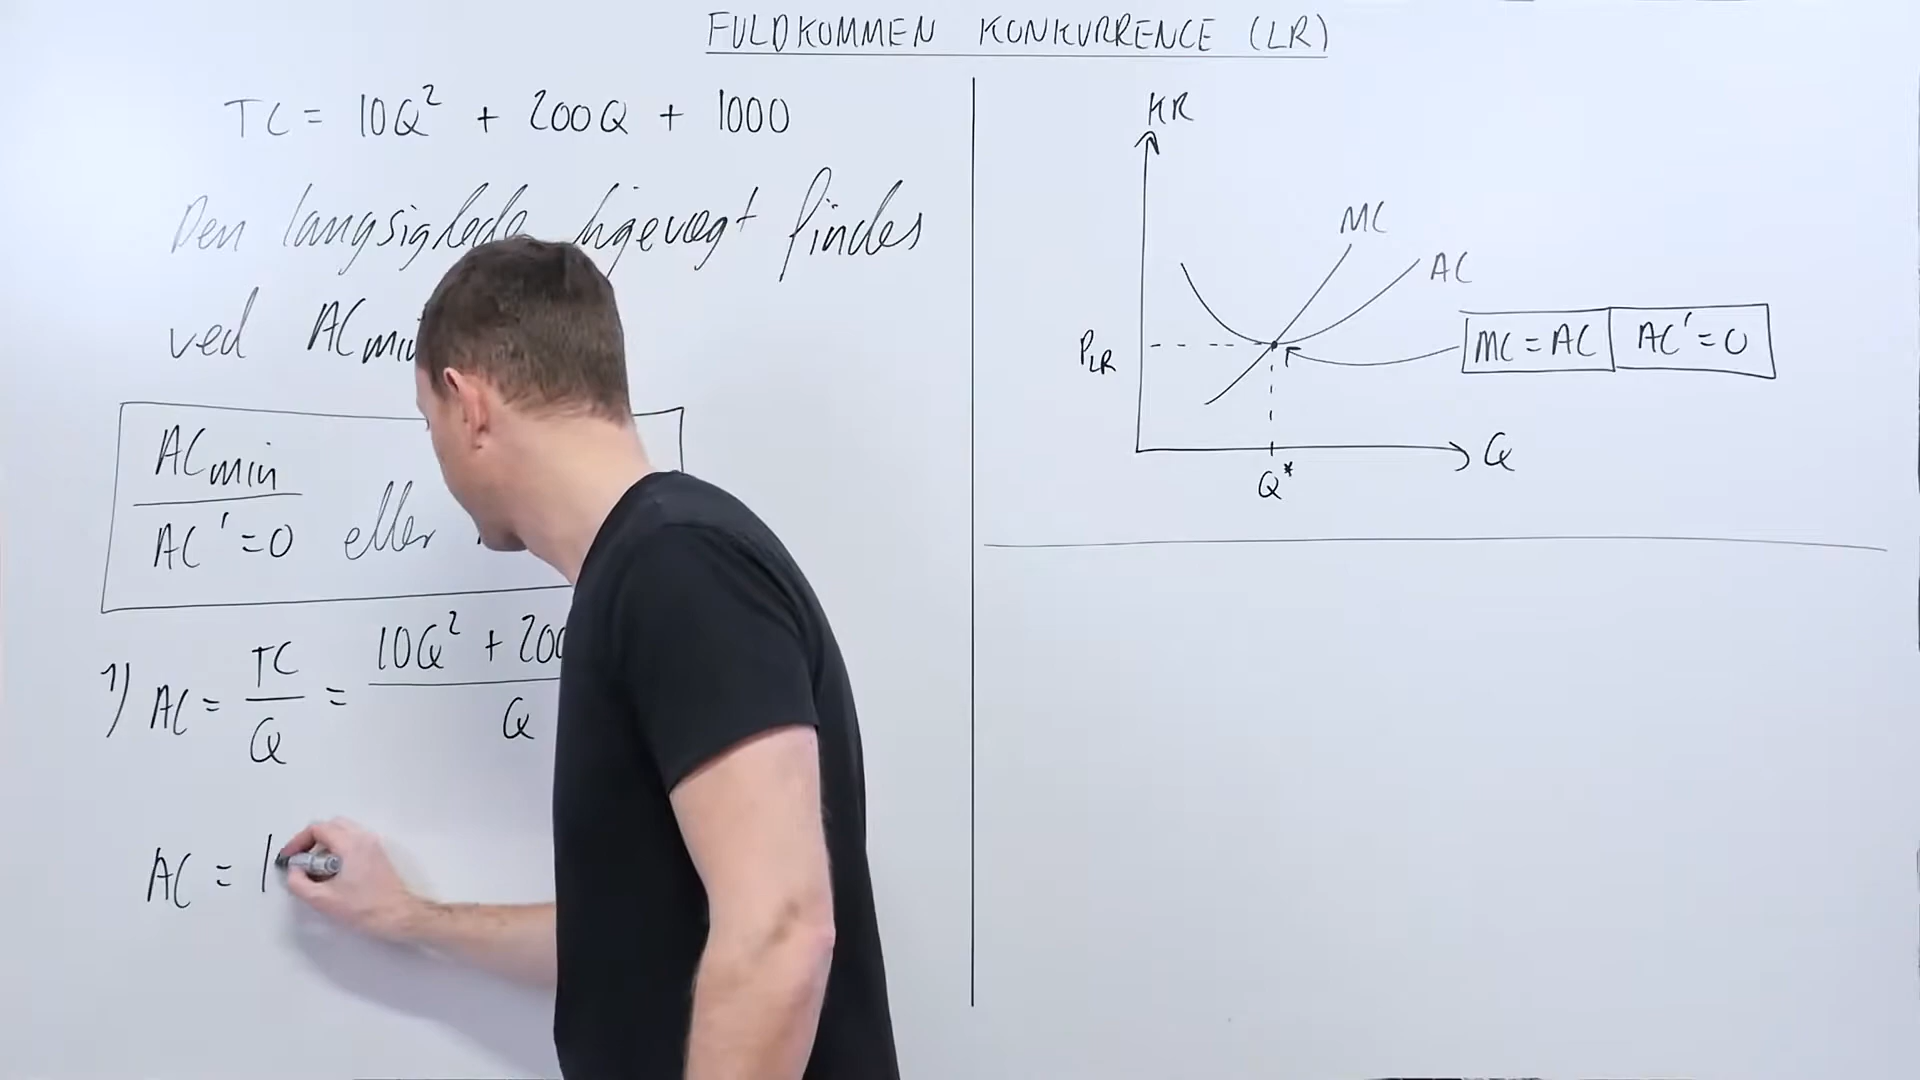 FULDKOMMEN KONKURRENCE (LR)
TC = 10Q² + 200Q + 1000
Den langsigtede ligevægt findes
ved ACmin
ACmin
AC' = 0 eller
1) AC = TC/Q = 10Q² + 200
Q
AC = 1
KR
MC
AC
PLR
MC = AC AC' = 0
Q
Q*